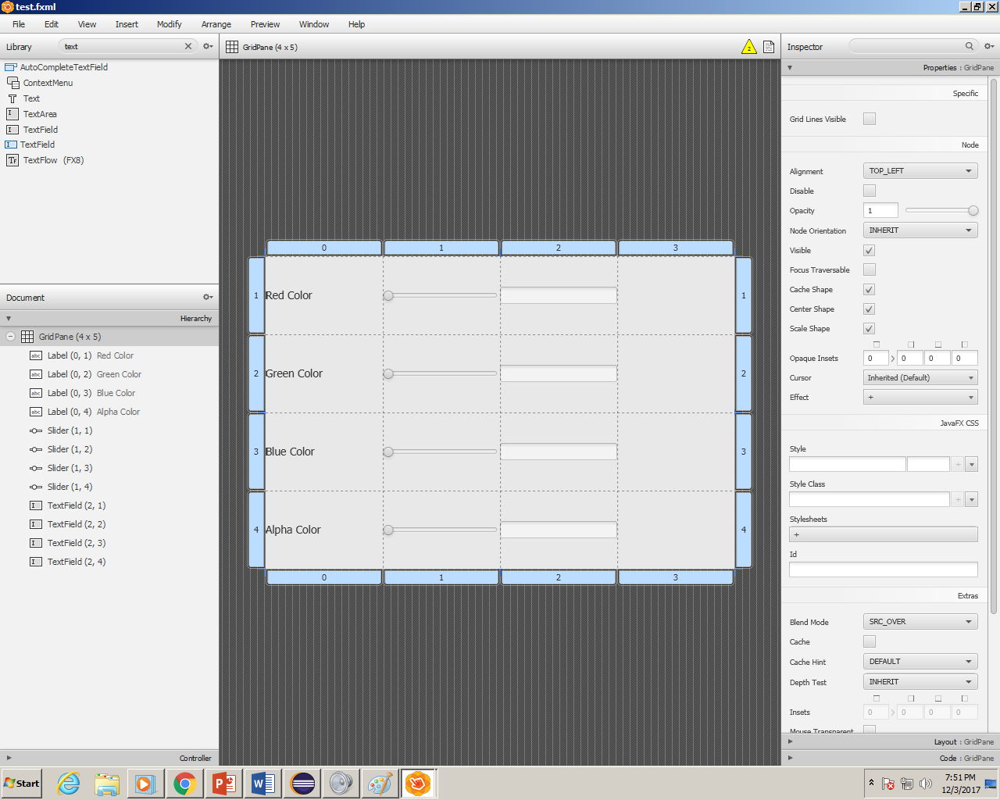 test.fxml
File Edit View Insert Modify Arrange Preview Window Help
Library text
GridPane (4 x 5)
2
Inspector
AutoCompleteTextField
ContextMenu
Text
TextArea
TextField
TextField
TextFlow (FX8)
Document
Hierarchy
GridPane (4 x 5)
abc Label (0, 1) Red Color
abc Label (0, 2) Green Color
abc Label (0, 3) Blue Color
abc Label (0, 4) Alpha Color
Slider (1, 1)
Slider (1, 2)
Slider (1, 3)
Slider (1, 4)
TextField (2, 1)
TextField (2, 2)
TextField (2, 3)
TextField (2, 4)
Controller
0 1 2 3
1 Red Color 1
2 Green Color 2
3 Blue Color 3
4 Alpha Color 4
0 1 2 3
Properties : GridPane
Specific
Grid Lines Visible
Node
Alignment TOP_LEFT
Disable
Opacity 1
Node Orientation INHERIT
Visible
Focus Traversable
Cache Shape
Center Shape
Scale Shape
Opaque Insets 0 0 0 0
Cursor Inherited (Default)
Effect +
JavaFX CSS
Style
+
Style Class
+
Stylesheets
+
Id
Extras
Blend Mode SRC_OVER
Cache
Cache Hint DEFAULT
Depth Test INHERIT
Insets 0 0 0 0
Mouse Transparent
Layout : GridPane
Code : GridPane
Start
7:51 PM
12/3/2017